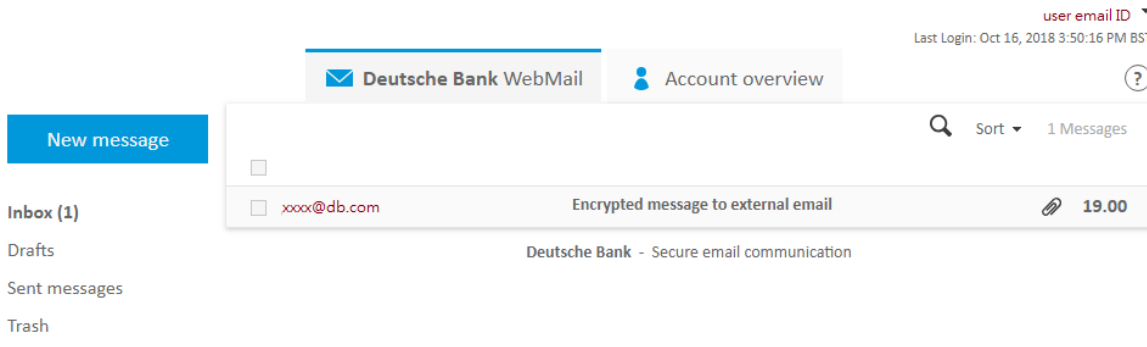 user email ID
Last Login: Oct 16, 2018 3:50:16 PM BST
Deutsche Bank WebMail
Account overview
?
New message
Sort
1 Messages
Inbox (1)
xxxx@db.com Encrypted message to external email 19.00
Drafts
Deutsche Bank - Secure email communication
Sent messages
Trash